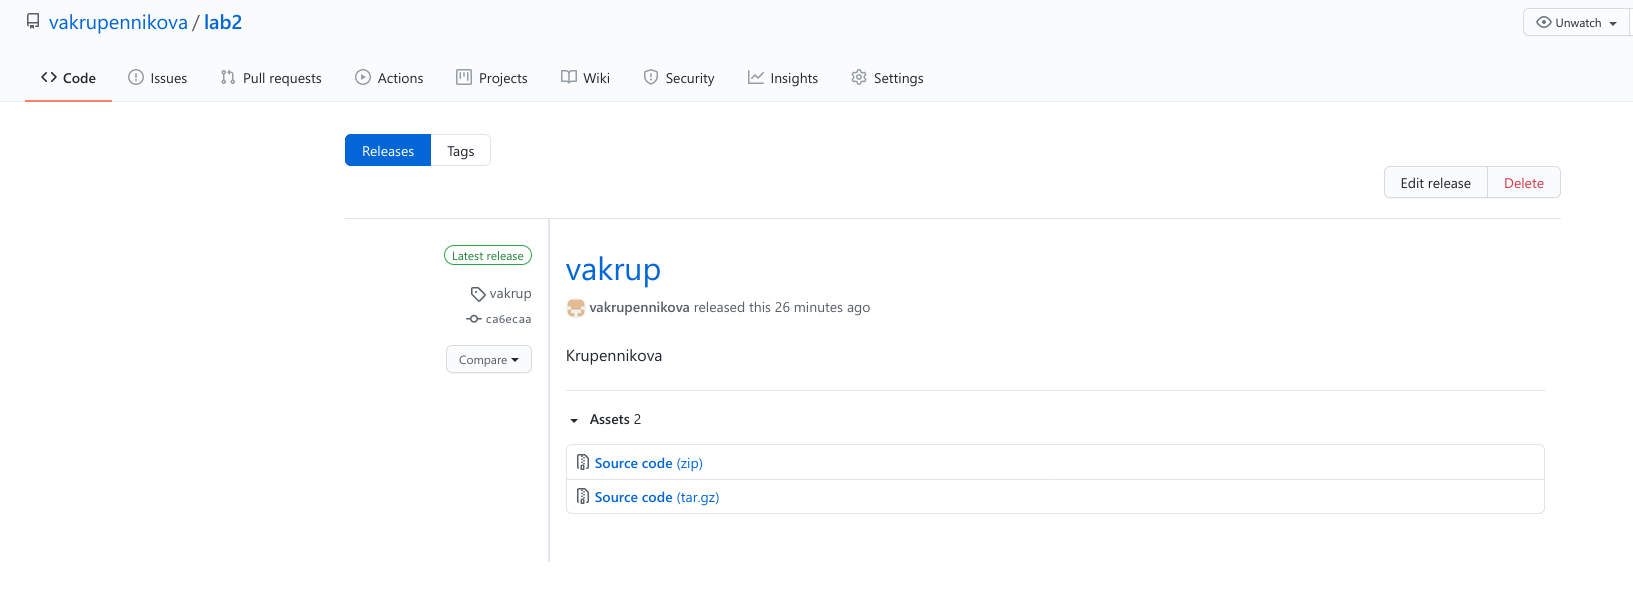 vakrupennikova / lab2
Unwatch
Code Issues Pull requests Actions Projects Wiki Security Insights Settings
Releases Tags
Edit release Delete
Latest release
vakrup
ca6ecaa
Compare
vakrup
vakrupennikova released this 26 minutes ago
Krupennikova
Assets 2
Source code (zip)
Source code (tar.gz)